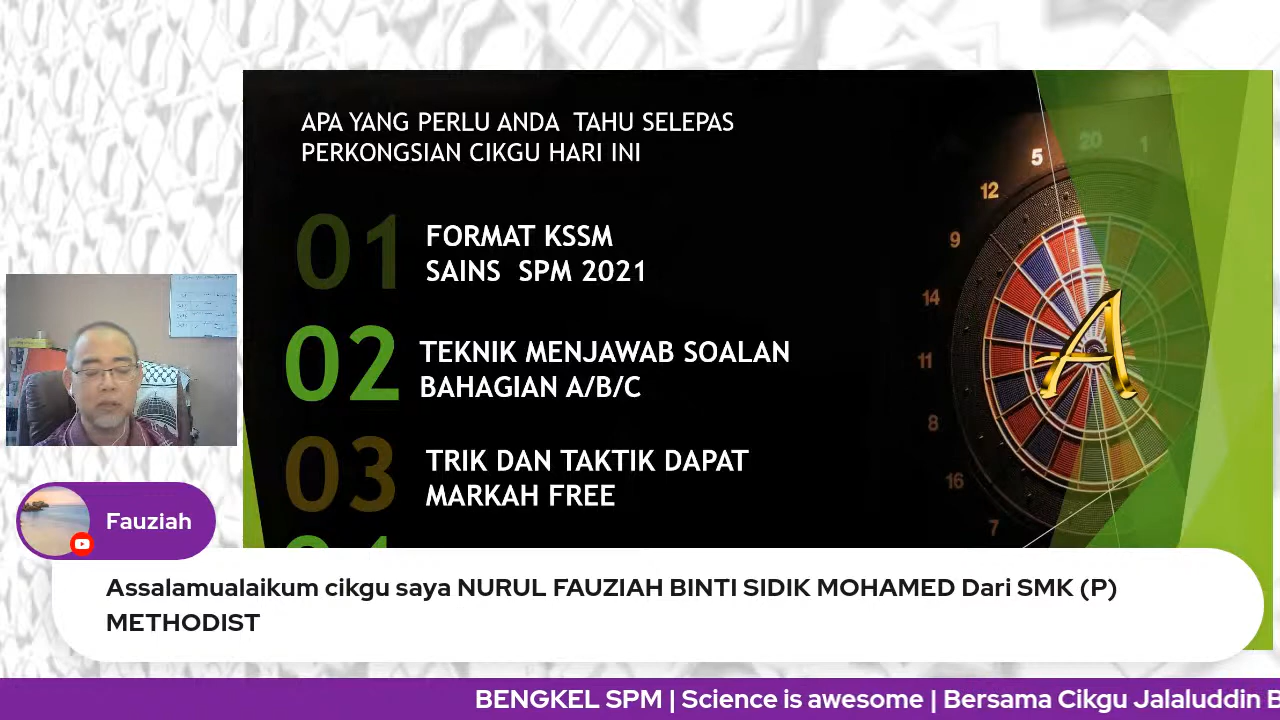 APA YANG PERLU ANDA TAHU SELEPAS
PERKONGSIAN CIKGU HARI INI
01
FORMAT KSSM
SAINS SPM 2021
02
TEKNIK MENJAWAB SOALAN
BAHAGIAN A/B/C
03
TRIK DAN TAKTIK DAPAT
MARKAH FREE
1
20
5
12
9
14
11
8
16
7
A
Fauziah
Assalamualaikum cikgu saya NURUL FAUZIAH BINTI SIDIK MOHAMED Dari SMK (P)
METHODIST
BENGKEL SPM | Science is awesome | Bersama Cikgu Jalaluddin B